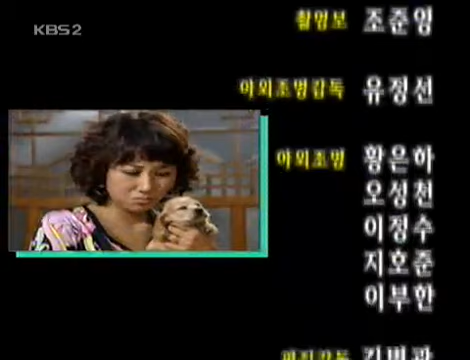 KBS2
촬영보 조준영
야외조명감독 유정선
야외조명 황은하
오성천
이정수
지호준
이부한